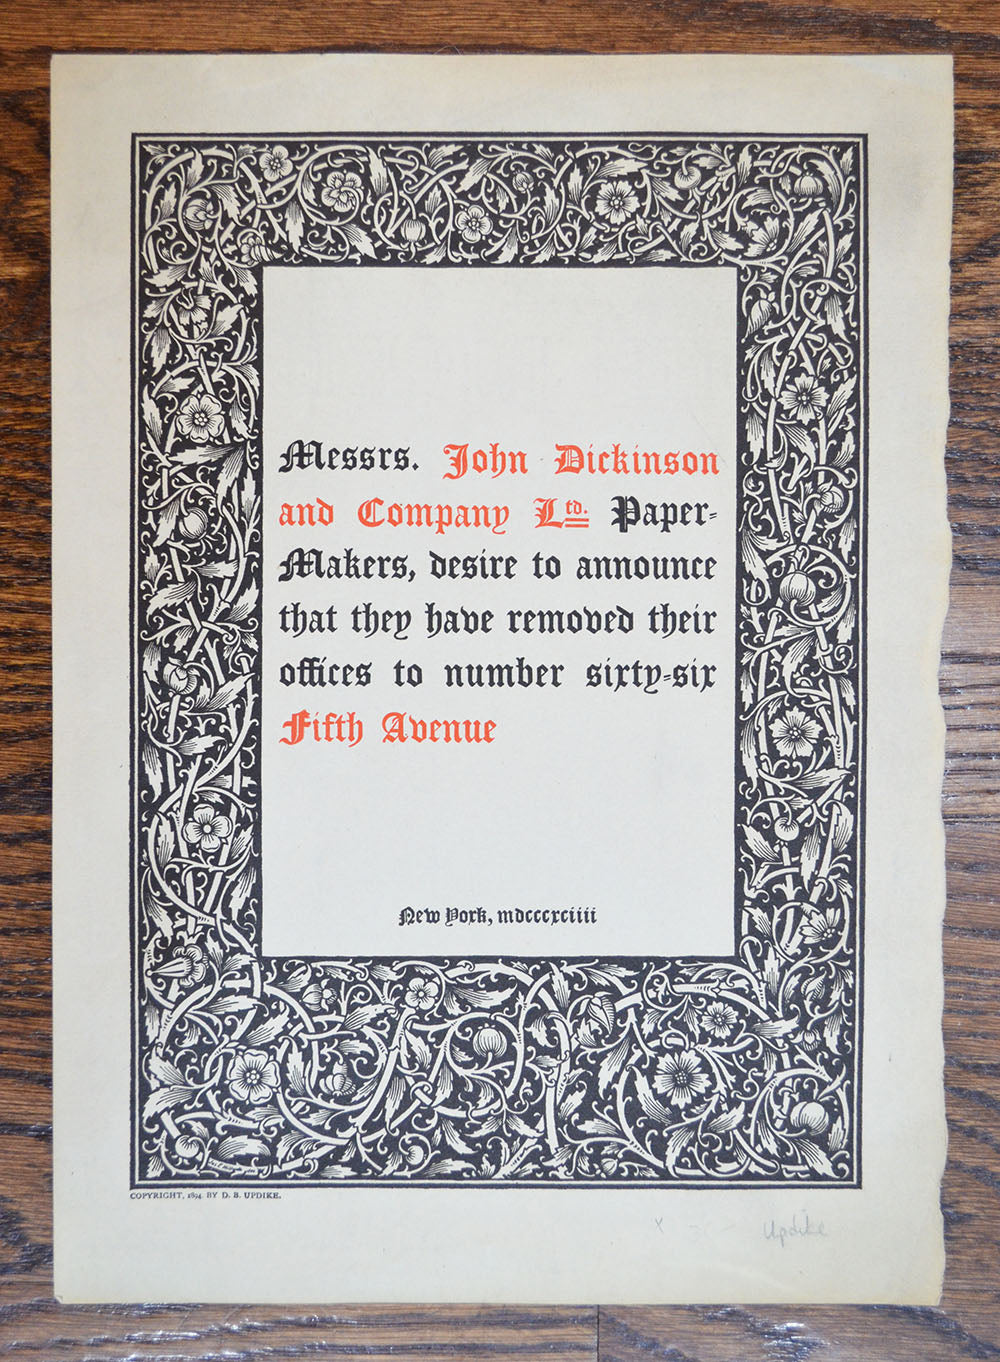 Messrs. John Dickinson
and Company Ltd. Paper-
Makers, desire to announce
that they have removed their
offices to number sixty-six
Fifth Avenue
New York, mdcccxciiii
COPYRIGHT, 1894 BY D. B. UPDIKE.
x Updike